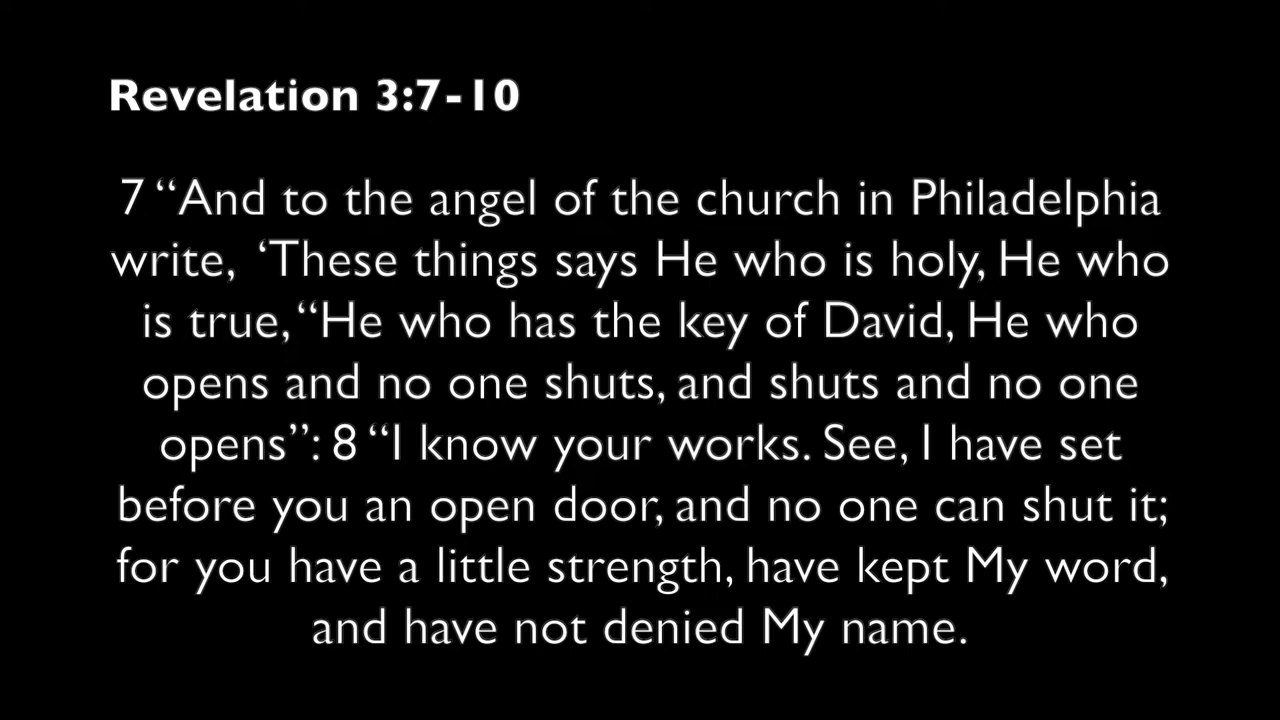 Revelation 3:7-10
7 “And to the angel of the church in Philadelphia
write, ‘These things says He who is holy, He who
is true, “He who has the key of David, He who
opens and no one shuts, and shuts and no one
opens”: 8 “I know your works. See, I have set
before you an open door, and no one can shut it;
for you have a little strength, have kept My word,
and have not denied My name.